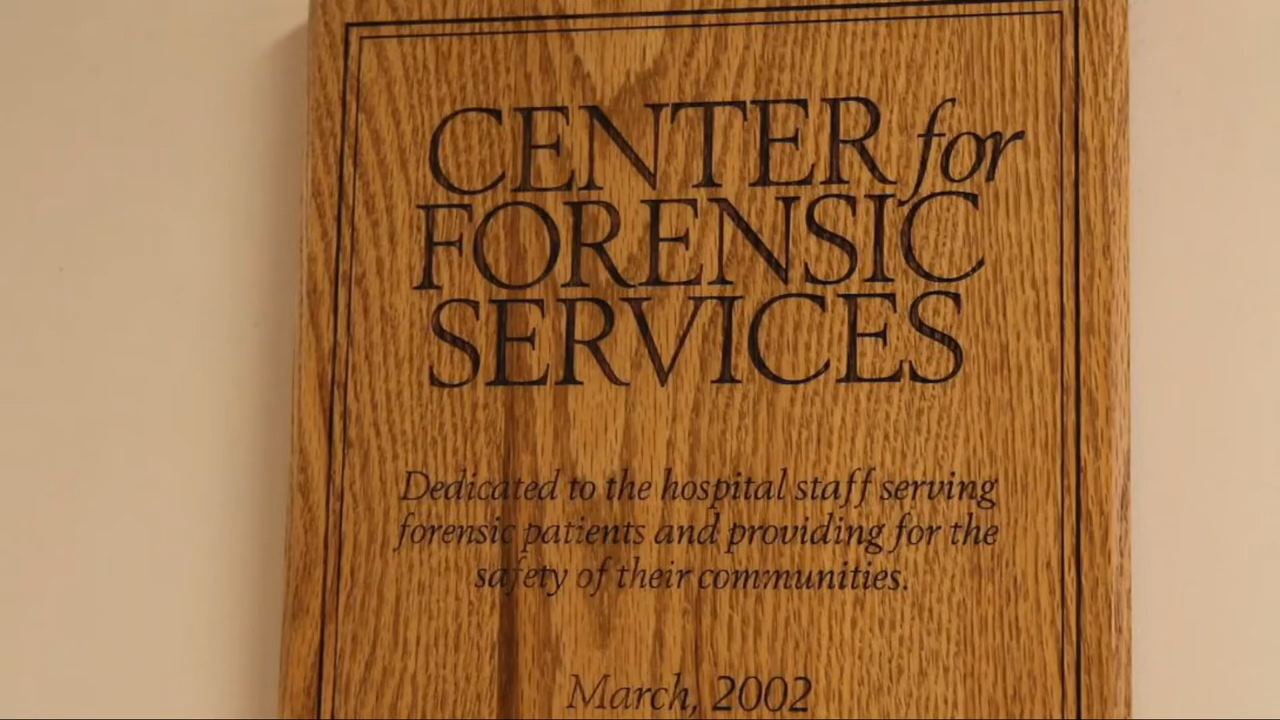 CENTER for
FORENSIC
SERVICES
Dedicated to the hospital staff serving
forensic patients and providing for the
safety of their communities.
March, 2002